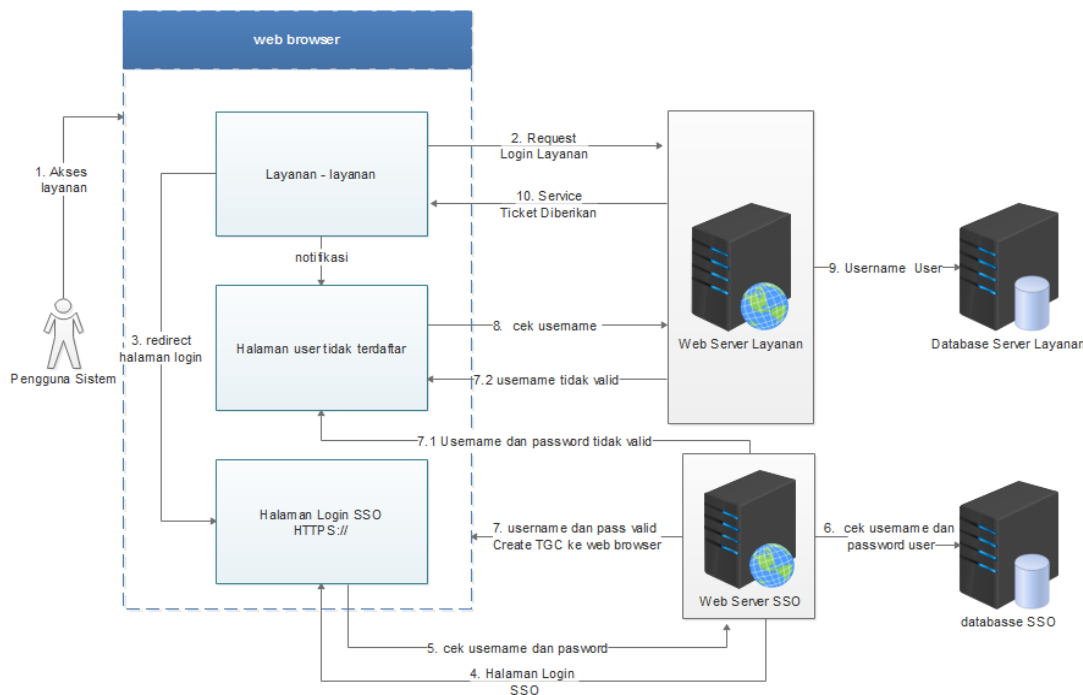 web browser
1. Akses
layanan
Pengguna Sistem
Layanan - layanan
2. Request
Login Layanan
10. Service
Ticket Diberikan
notifkasi
3. redirect
halaman login
Halaman user tidak terdaftar
8. cek username
7.2 username tidak valid
Web Server Layanan
9. Username User
Database Server Layanan
7.1 Username dan password tidak valid
Halaman Login SSO
HTTPS://
7. username dan pass valid
Create TGC ke web browser
Web Server SSO
6. cek username dan
password user
databasse SSO
5. cek username dan pasword
4. Halaman Login
SSO